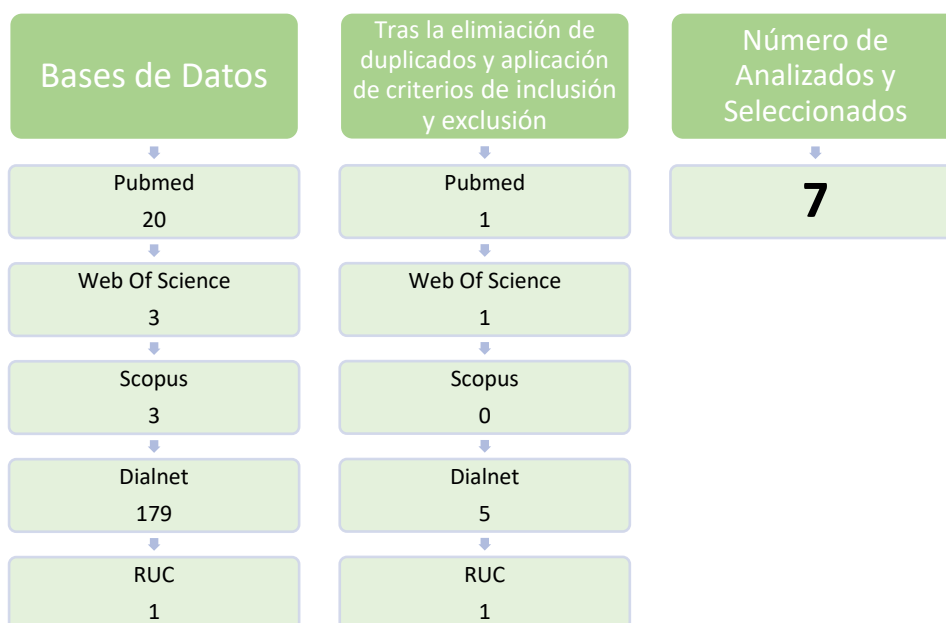 Bases de Datos
Pubmed
20
Web Of Science
3
Scopus
3
Dialnet
179
RUC
1
Tras la elimiación de
duplicados y aplicación
de criterios de inclusión
y exclusión
Pubmed
1
Web Of Science
1
Scopus
0
Dialnet
5
RUC
1
Número de
Analizados y
Seleccionados
7